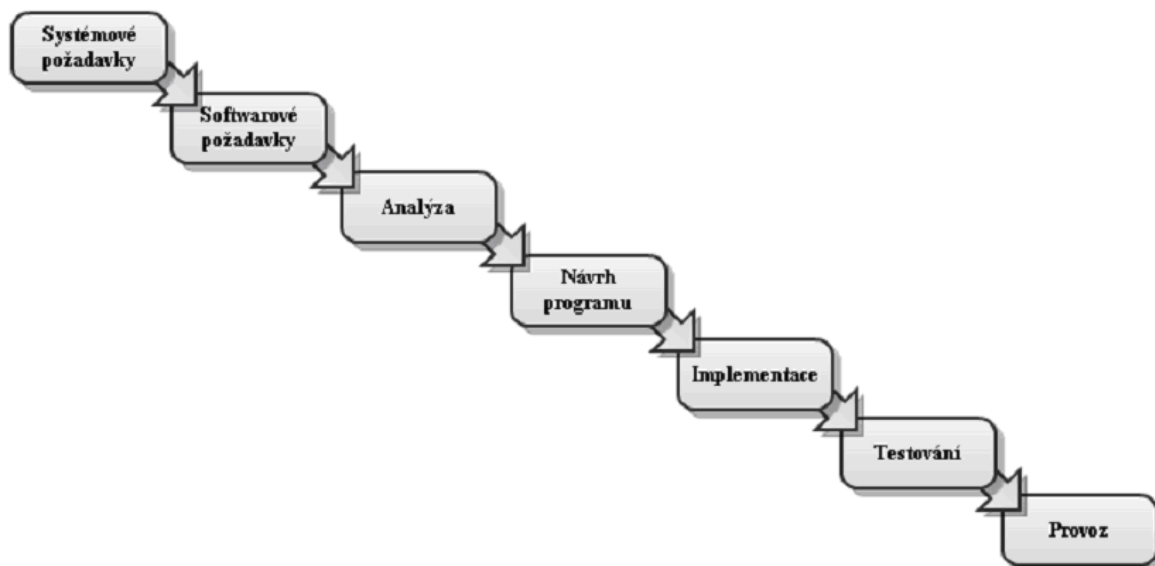 Systémové
požadavky
Softwarové
požadavky
Analýza
Návrh
programu
Implementace
Testování
Provoz